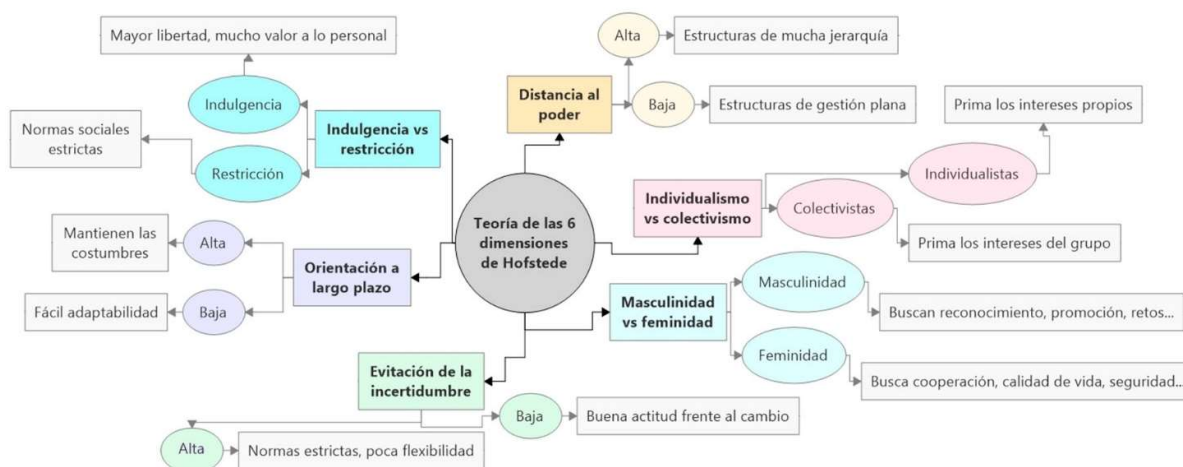 Teoría de las 6
dimensiones
de Hofstede
Distancia al
poder
Alta
Estructuras de mucha jerarquía
Baja
Estructuras de gestión plana
Individualismo
vs colectivismo
Individualistas
Prima los intereses propios
Colectivistas
Prima los intereses del grupo
Masculinidad
vs feminidad
Masculinidad
Buscan reconocimiento, promoción, retos...
Feminidad
Busca cooperación, calidad de vida, seguridad...
Evitación de la
incertidumbre
Baja
Buena actitud frente al cambio
Alta
Normas estrictas, poca flexibilidad
Orientación a
largo plazo
Alta
Mantienen las
costumbres
Baja
Fácil adaptabilidad
Indulgencia vs
restricción
Indulgencia
Mayor libertad, mucho valor a lo personal
Restricción
Normas sociales
estrictas